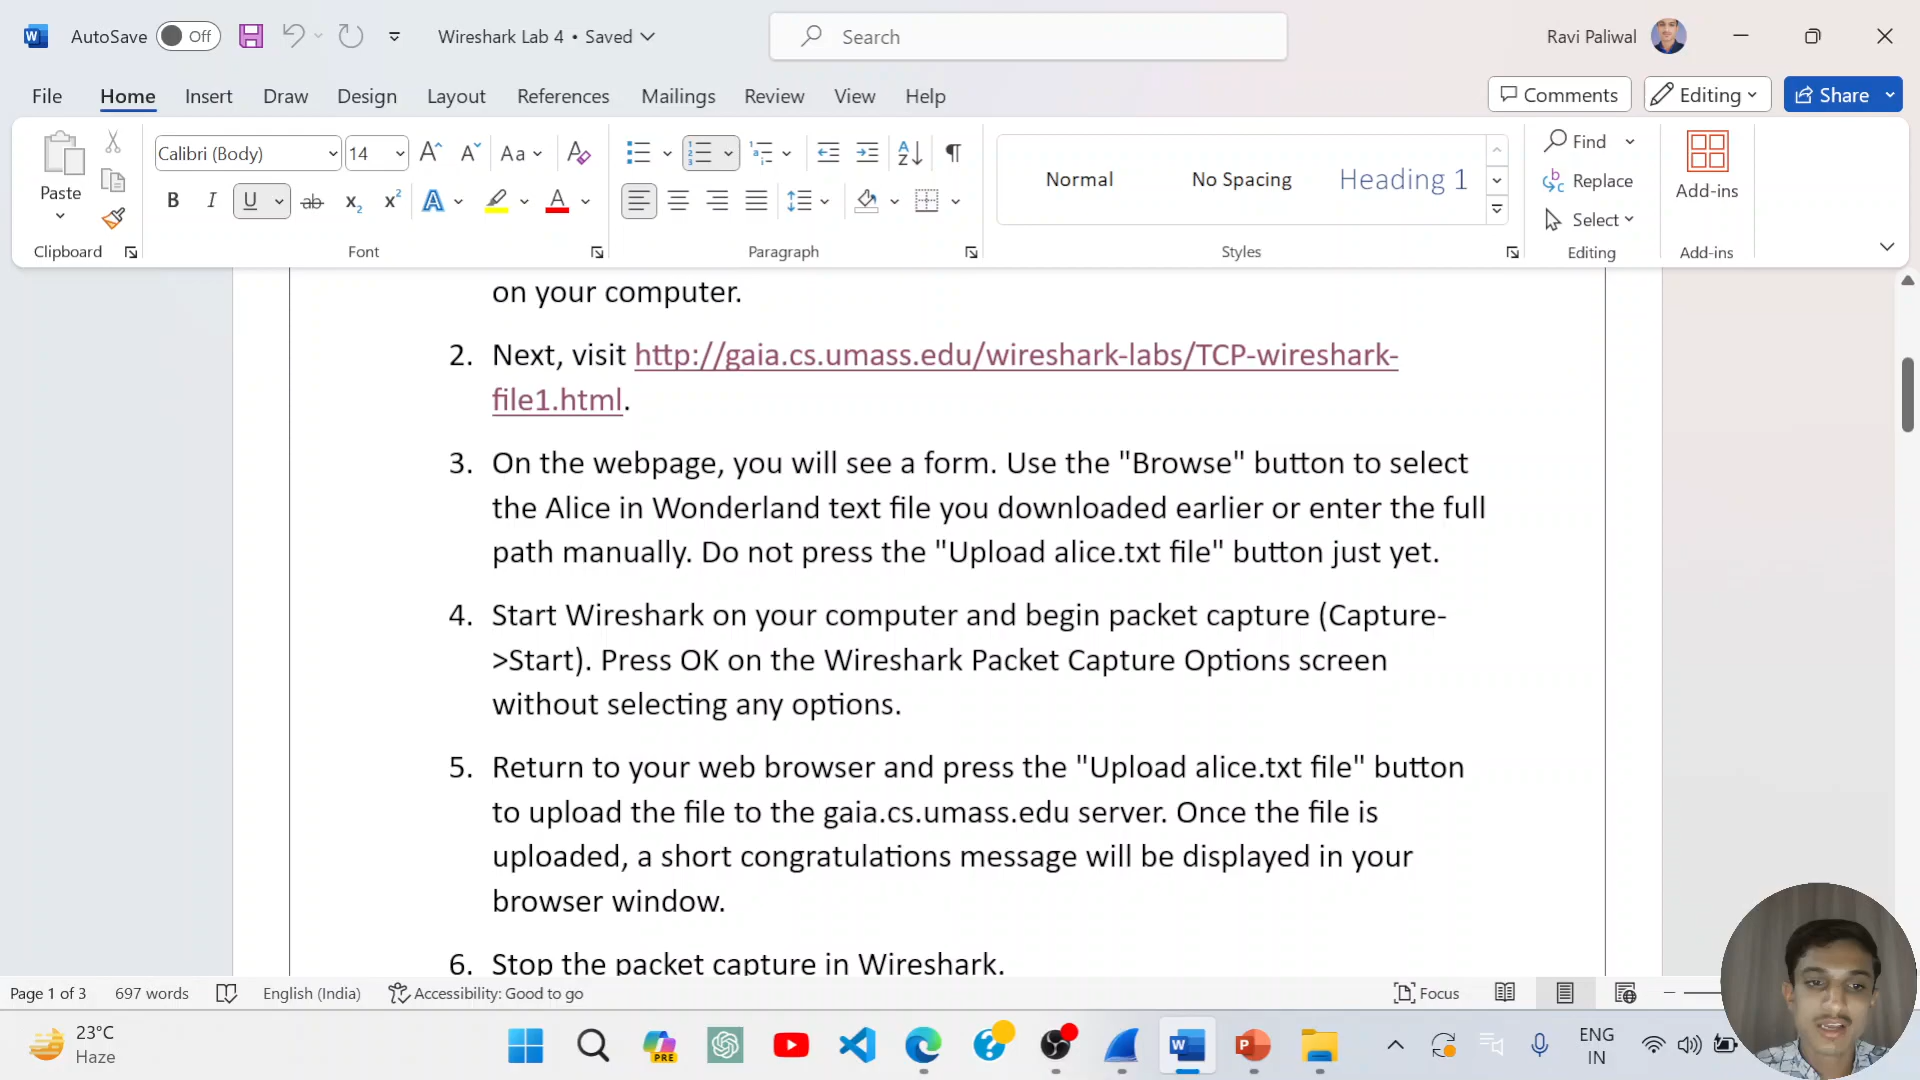 AutoSave Off Wireshark Lab 4 • Saved Search Ravi Paliwal
File Home Insert Draw Design Layout References Mailings Review View Help Comments Editing Share
Paste
Clipboard
Calibri (Body) 14 Aa
B I U ab x₂ x² A A
Font
Paragraph
Normal No Spacing Heading 1
Styles
Find
Replace
Select
Editing
Add-ins
Add-ins
on your computer.
2. Next, visit http://gaia.cs.umass.edu/wireshark-labs/TCP-wireshark-
file1.html.
3. On the webpage, you will see a form. Use the "Browse" button to select
the Alice in Wonderland text file you downloaded earlier or enter the full
path manually. Do not press the "Upload alice.txt file" button just yet.
4. Start Wireshark on your computer and begin packet capture (Capture-
>Start). Press OK on the Wireshark Packet Capture Options screen
without selecting any options.
5. Return to your web browser and press the "Upload alice.txt file" button
to upload the file to the gaia.cs.umass.edu server. Once the file is
uploaded, a short congratulations message will be displayed in your
browser window.
6. Stop the packet capture in Wireshark.
Page 1 of 3 697 words English (India) Accessibility: Good to go Focus
23°C
Haze
PRE
ENG
IN